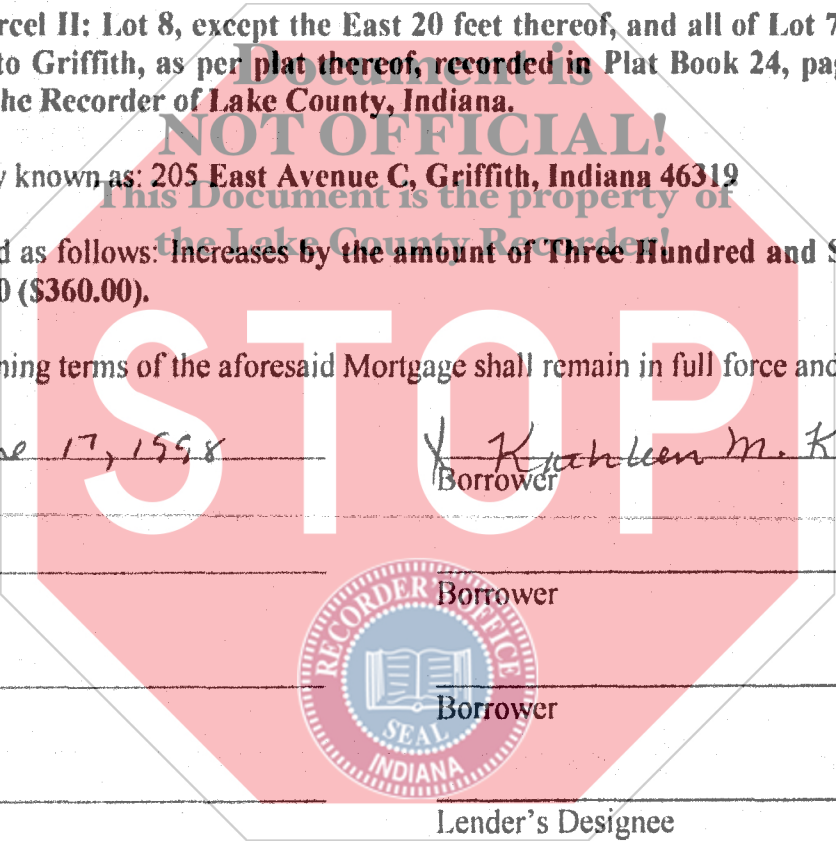 rcel II: Lot 8, except the East 20 feet thereof, and all of Lot 7
Document is
to Griffith, as per plat thereof, recorded in Plat Book 24, pa
he Recorder of Lake County, Indiana.
NOT OFFICIAL!
y known as: 205 East Avenue C, Griffith, Indiana 46319
This Document is the property of
the Lake County Recorder!
d as follows: Increases by the amount of Three Hundred and S
0 ($360.00).
STOP
ning terms of the aforesaid Mortgage shall remain in full force and
17, 1998
Kathleen M. K
Borrower
RECORDER'S OFFICE
Borrower
Borrower
SEAL
INDIANA
Lender's Designee